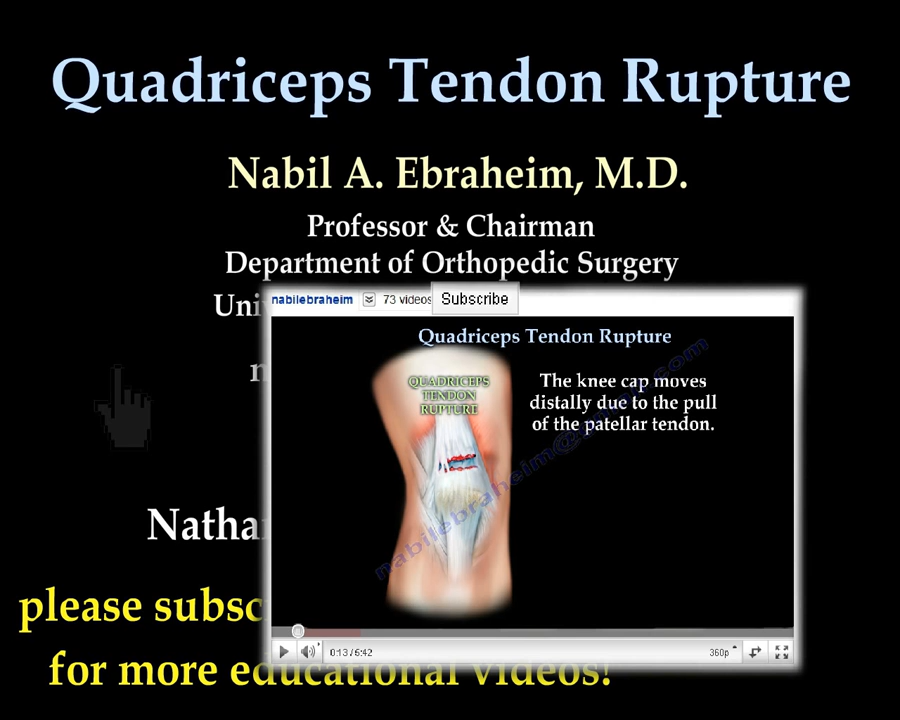 Quadriceps Tendon Rupture
Nabil A. Ebraheim, M.D.
Professor & Chairman
Department of Orthopedic Surgery
nabilebraheim 73 videos Subscribe
Quadriceps Tendon Rupture
QUADRICEPS
TENDON
RUPTURE
The knee cap moves
distally due to the pull
of the patellar tendon.
0:13 / 6:42 360p
please
for more educational videos!